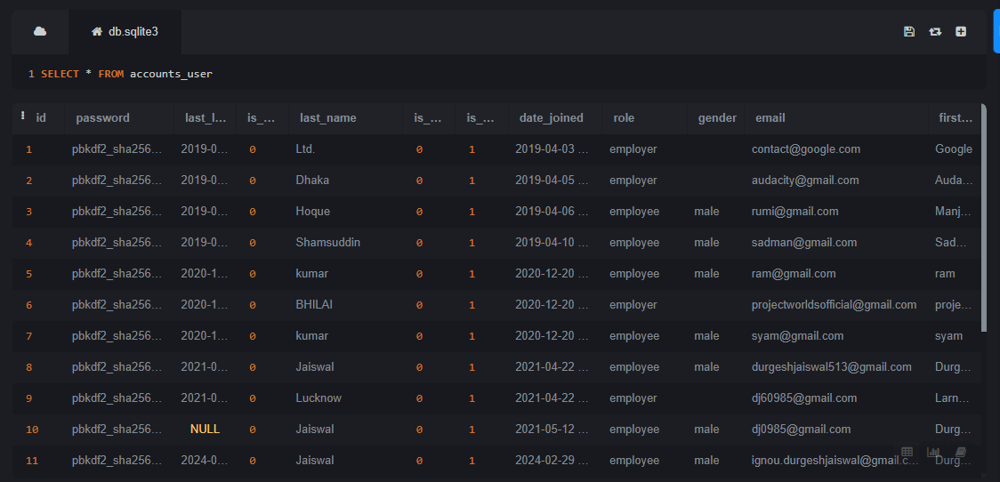 db.sqlite3
1 SELECT * FROM accounts_user
id password last_l... is_... last_name is_... is_... date_joined role gender email first...
1 pbkdf2_sha256... 2019-0... 0 Ltd. 0 1 2019-04-03 ... employer contact@google.com Google
2 pbkdf2_sha256... 2019-0... 0 Dhaka 0 1 2019-04-05 ... employer audacity@gmail.com Auda...
3 pbkdf2_sha256... 2019-0... 0 Hoque 0 1 2019-04-06 ... employee male rumi@gmail.com Manj...
4 pbkdf2_sha256... 2019-0... 0 Shamsuddin 0 1 2019-04-10 ... employee male sadman@gmail.com Sad...
5 pbkdf2_sha256... 2020-1... 0 kumar 0 1 2020-12-20 ... employee male ram@gmail.com ram
6 pbkdf2_sha256... 2020-1... 0 BHILAI 0 1 2020-12-20 ... employer projectworldsofficial@gmail.com proje...
7 pbkdf2_sha256... 2020-1... 0 kumar 0 1 2020-12-20 ... employee male syam@gmail.com syam
8 pbkdf2_sha256... 2021-0... 0 Jaiswal 0 1 2021-04-22 ... employee male durgeshjaiswal513@gmail.com Durg...
9 pbkdf2_sha256... 2021-0... 0 Lucknow 0 1 2021-04-22 ... employer dj60985@gmail.com Larn...
10 pbkdf2_sha256... NULL 0 Jaiswal 0 1 2021-05-12 ... employee male dj0985@gmail.com Durg...
11 pbkdf2_sha256... 2024-0... 0 Jaiswal 0 1 2024-02-29 ... employee male ignou.durgeshjaiswal@gmail.c... Durg...